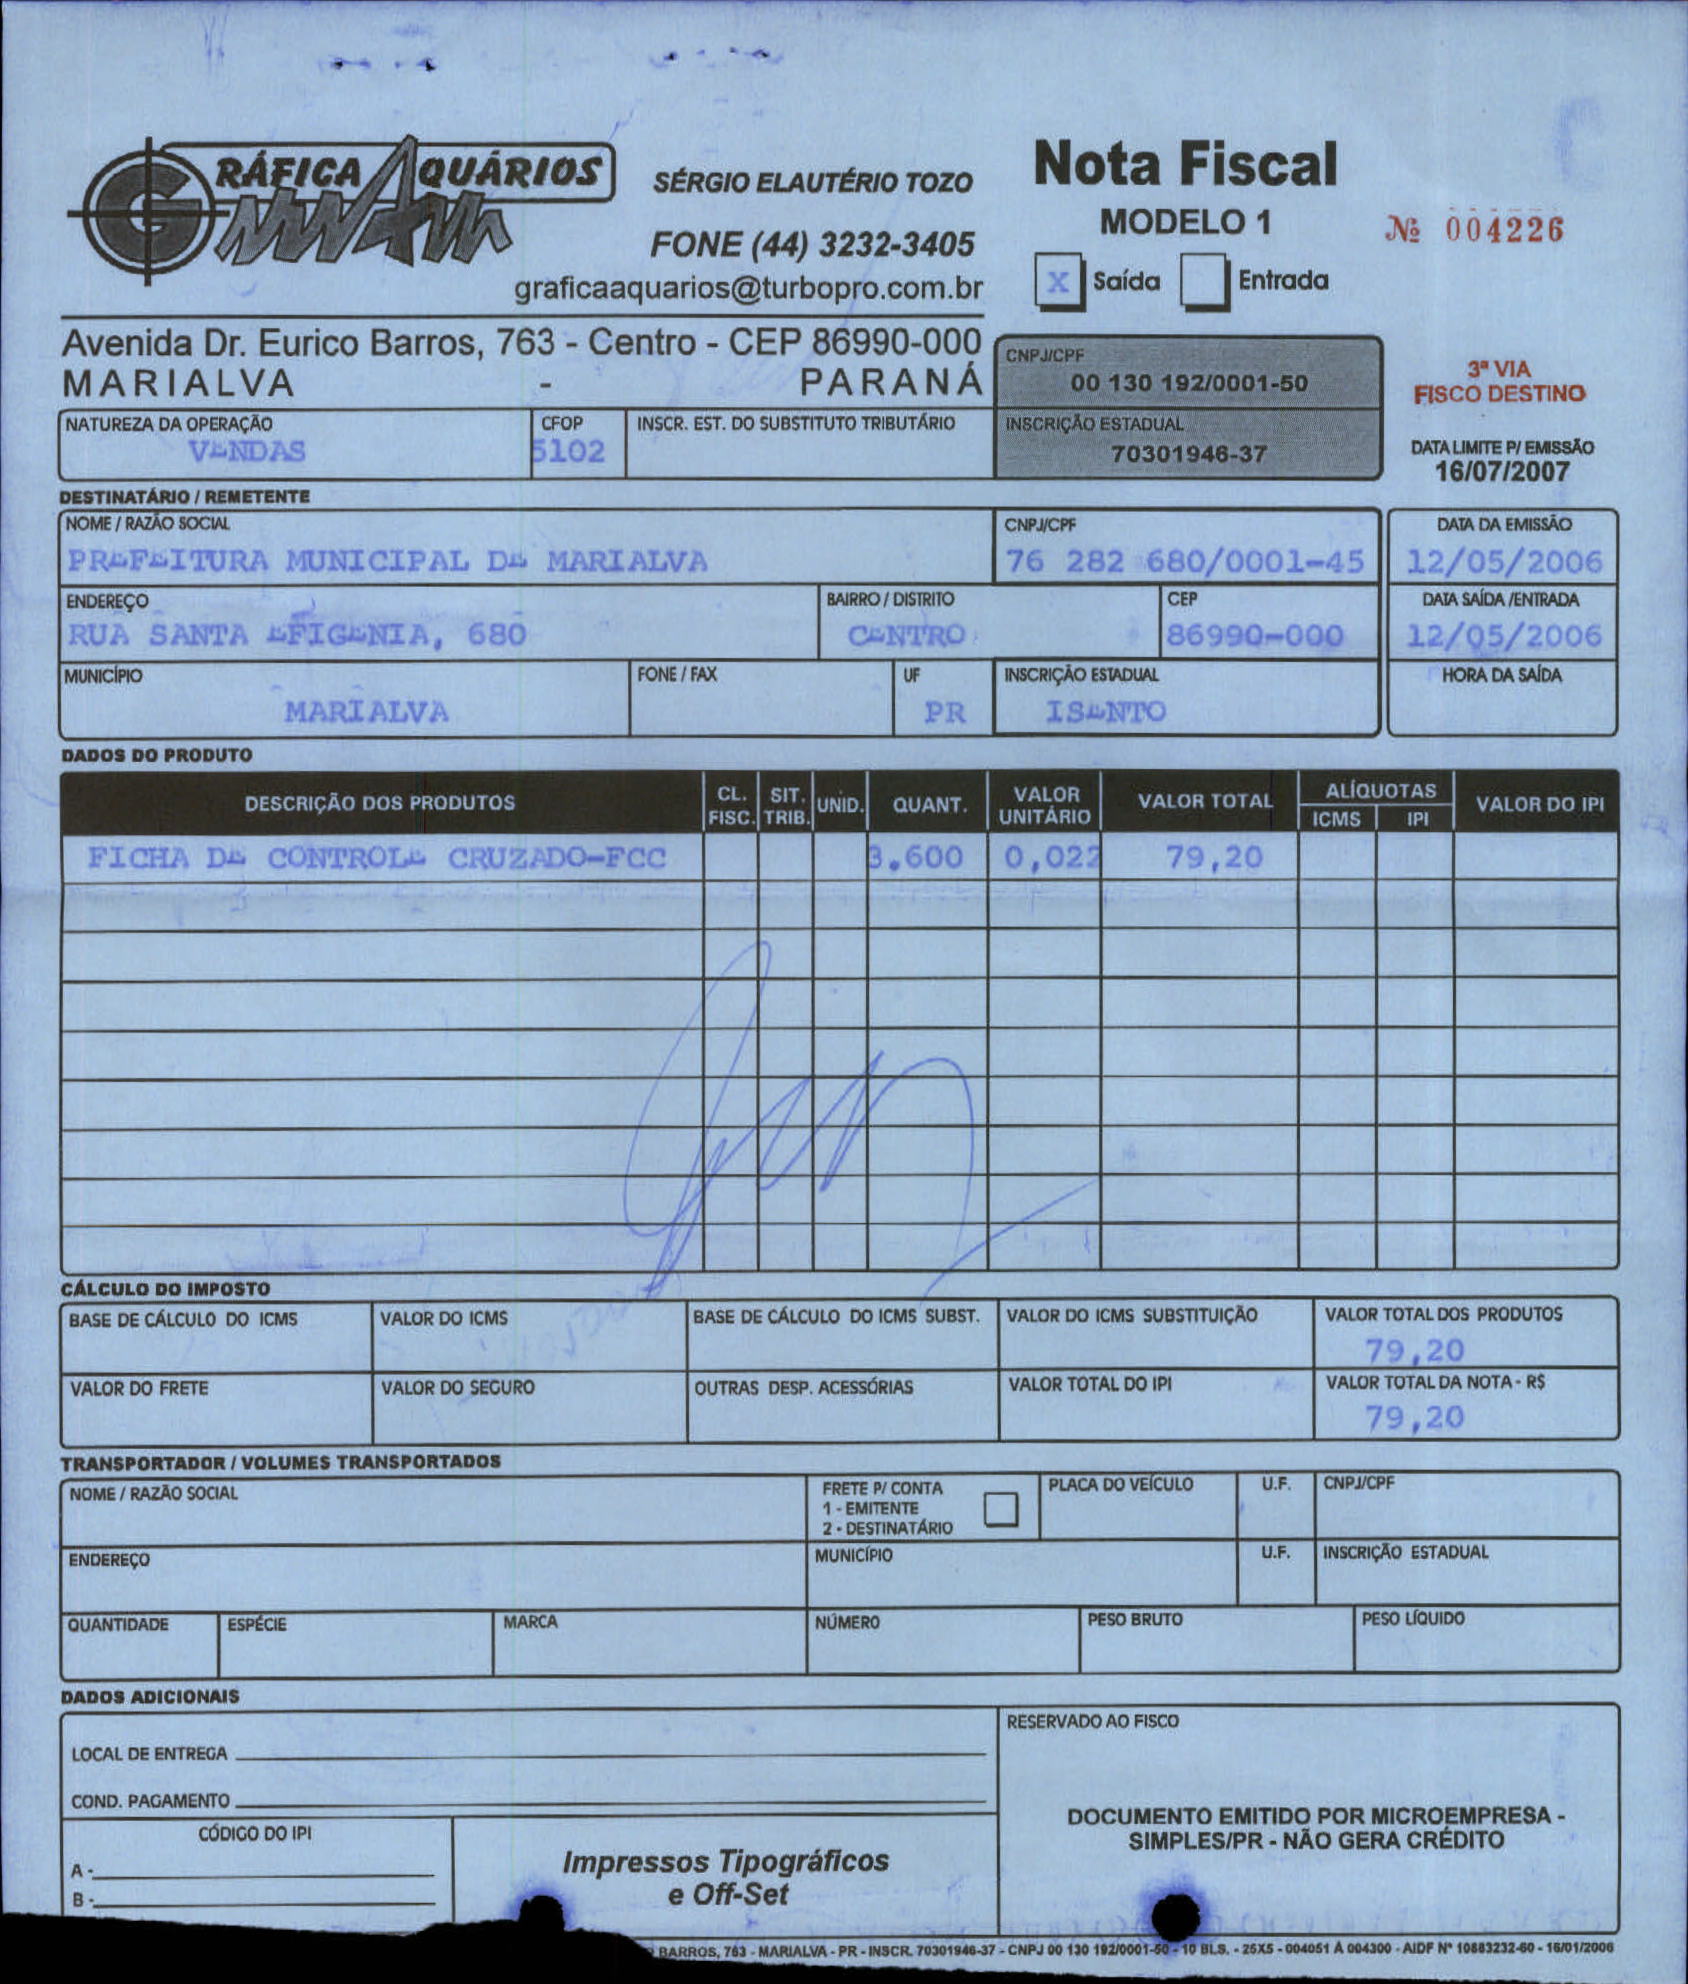 GRÁFICA AQUÁRIOS
SÉRGIO ELAUTÉRIO TOZO
FONE (44) 3232-3405
graficaaquarios@turbopro.com.br
Avenida Dr. Eurico Barros, 763 - Centro - CEP 86990-000
MARIALVA - PARANÁ
Nota Fiscal
MODELO 1
Nº 004226
X Saída Entrada
CNPJ/CPF
00 130 192/0001-50
INSCRIÇÃO ESTADUAL
70301946-37
3ª VIA
FISCO DESTINO
DATA LIMITE P/ EMISSÃO
16/07/2007
NATUREZA DA OPERAÇÃO CFOP INSCR. EST. DO SUBSTITUTO TRIBUTÁRIO
VENDAS 5102
DESTINATÁRIO / REMETENTE
NOME / RAZÃO SOCIAL CNPJ/CPF DATA DA EMISSÃO
PREFEITURA MUNICIPAL DE MARIALVA 76 282 680/0001-45 12/05/2006
ENDEREÇO BAIRRO / DISTRITO CEP DATA SAÍDA /ENTRADA
RUA SANTA EFIGENIA, 680 CENTRO 86990-000 12/05/2006
MUNICÍPIO FONE / FAX UF INSCRIÇÃO ESTADUAL HORA DA SAÍDA
MARIALVA PR ISENTO
DADOS DO PRODUTO
DESCRIÇÃO DOS PRODUTOS CL. FISC. SIT. TRIB. UNID. QUANT. VALOR UNITÁRIO VALOR TOTAL ALÍQUOTAS ICMS IPI VALOR DO IPI
FICHA DE CONTROLE CRUZADO-FCC 3.600 0,022 79,20
CÁLCULO DO IMPOSTO
BASE DE CÁLCULO DO ICMS VALOR DO ICMS BASE DE CÁLCULO DO ICMS SUBST. VALOR DO ICMS SUBSTITUIÇÃO VALOR TOTAL DOS PRODUTOS
79,20
VALOR DO FRETE VALOR DO SEGURO OUTRAS DESP. ACESSÓRIAS VALOR TOTAL DO IPI VALOR TOTAL DA NOTA - R$
79,20
TRANSPORTADOR / VOLUMES TRANSPORTADOS
NOME / RAZÃO SOCIAL FRETE P/ CONTA PLACA DO VEÍCULO U.F. CNPJ/CPF
1 - EMITENTE
2 - DESTINATÁRIO
ENDEREÇO MUNICÍPIO U.F. INSCRIÇÃO ESTADUAL
QUANTIDADE ESPÉCIE MARCA NÚMERO PESO BRUTO PESO LÍQUIDO
DADOS ADICIONAIS
LOCAL DE ENTREGA
COND. PAGAMENTO
CÓDIGO DO IPI
A -
B -
Impressos Tipográficos
e Off-Set
RESERVADO AO FISCO
DOCUMENTO EMITIDO POR MICROEMPRESA -
SIMPLES/PR - NÃO GERA CRÉDITO
BARROS, 763 - MARIALVA - PR - INSCR. 70301946-37 - CNPJ 00 130 192/0001-50 - 10 BLS. - 25X5 - 004051 À 004300 - AIDF Nº 10883232-60 - 16/01/2006